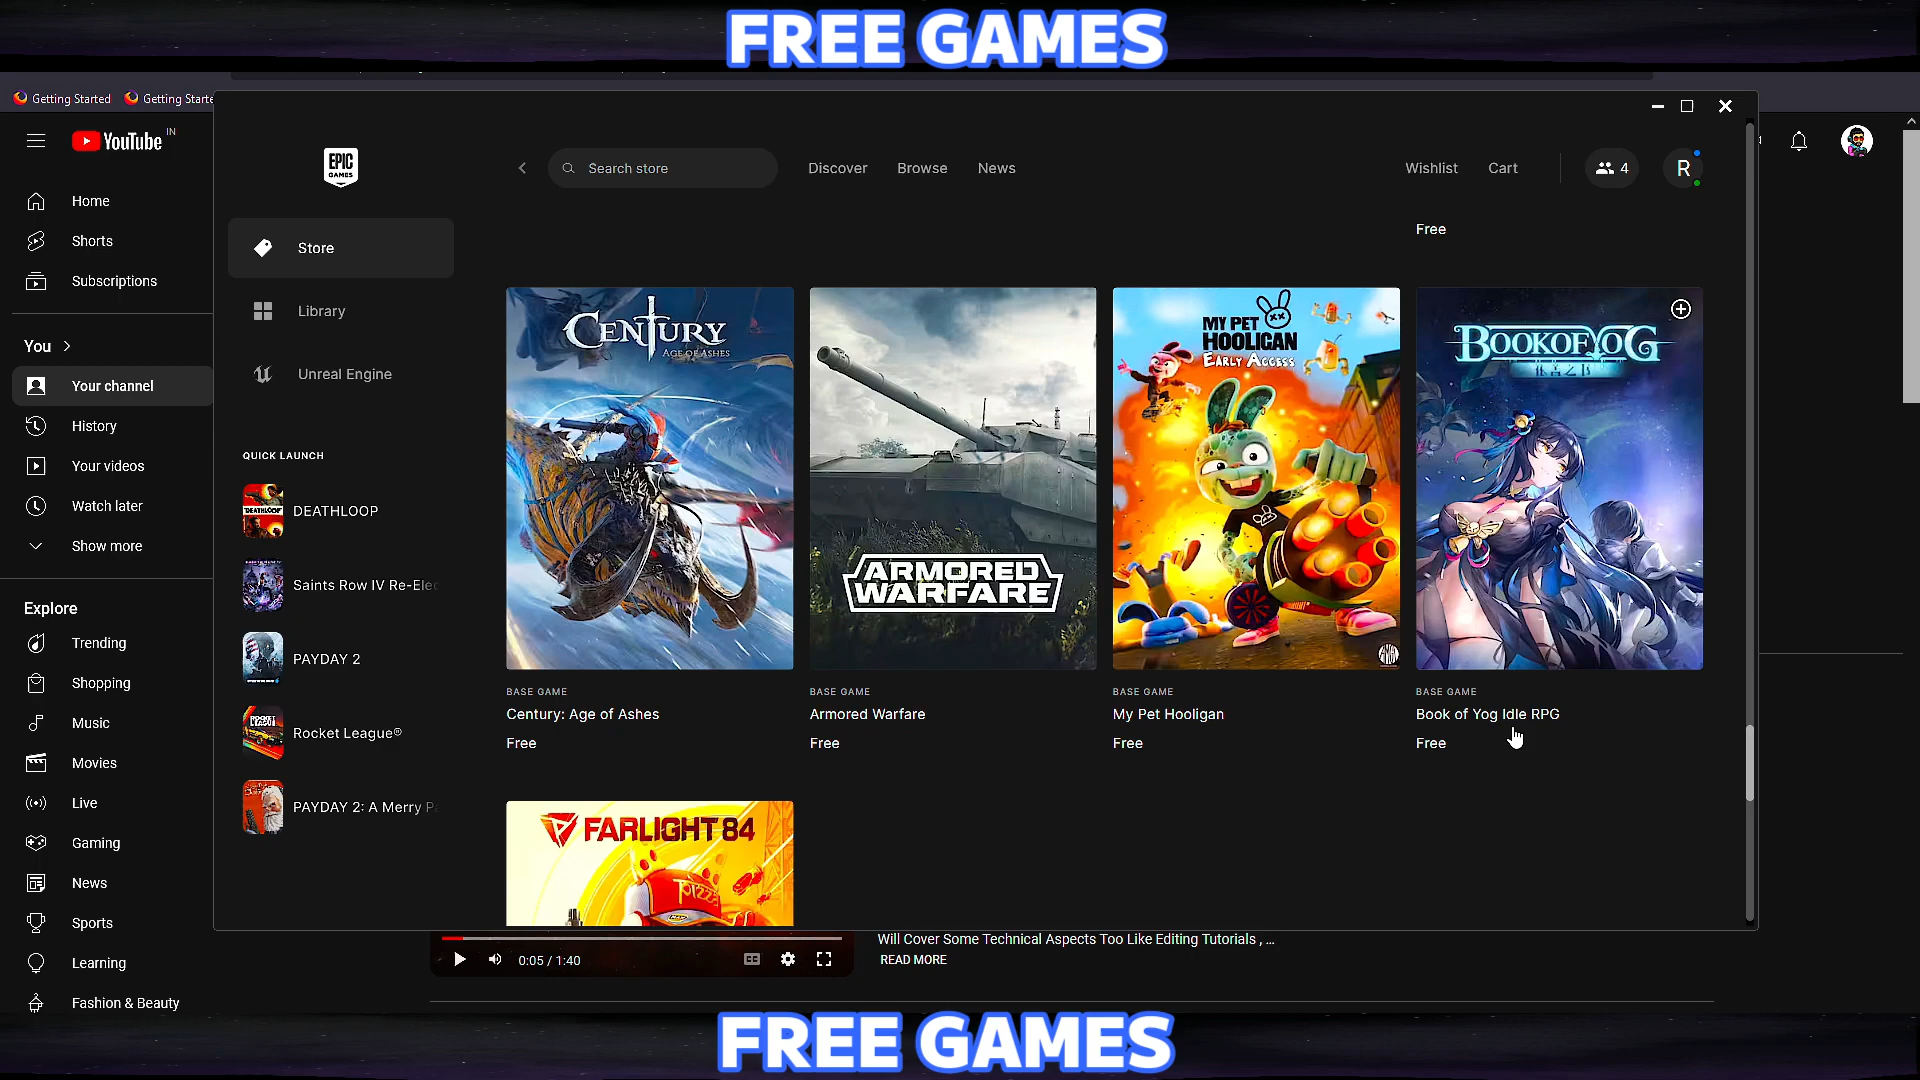 FREE GAMES
Getting Started
Getting Starte
YouTube IN
Home
Shorts
Subscriptions
You
Your channel
History
Your videos
Watch later
Show more
Explore
Trending
Shopping
Music
Movies
Live
Gaming
News
Sports
Learning
Fashion & Beauty
EPIC
GAMES
Search store
Discover
Browse
News
Wishlist
Cart
4
R
Store
Library
Unreal Engine
QUICK LAUNCH
DEATHLOOP
DEATHLOOP
Saints Row IV Re-Elec
PAYDAY 2
ROCKET
LEAGUE
Rocket League®
PAYDAY 2: A Merry Pa
Free
CENTURY
AGE OF ASHES
BASE GAME
Century: Age of Ashes
Free
ARMORED
WARFARE
BASE GAME
Armored Warfare
Free
MY PET
HOOLIGAN
EARLY ACCESS
BASE GAME
My Pet Hooligan
Free
BOOK OF YOG
BASE GAME
Book of Yog Idle RPG
Free
FARLIGHT 84
Pizza
0:05 / 1:40
Will Cover Some Technical Aspects Too Like Editing Tutorials , ...
READ MORE
FREE GAMES